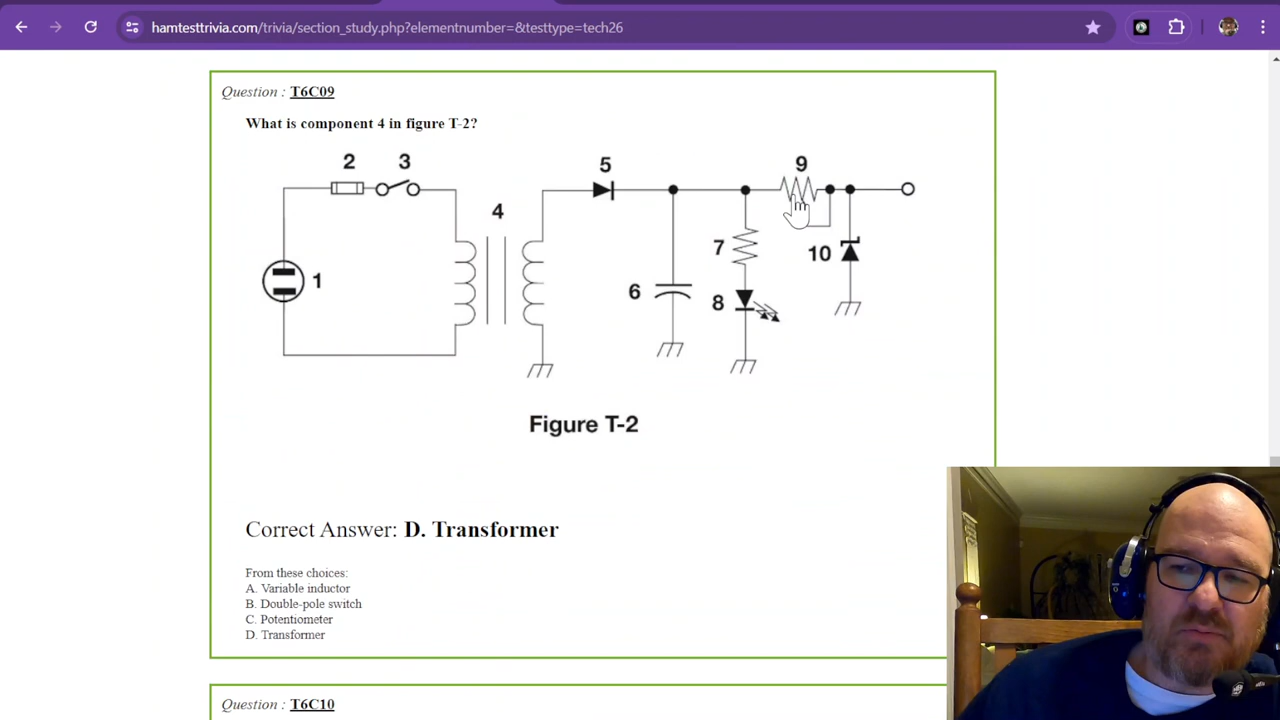 hamtesttrivia.com/trivia/section_study.php?elementnumber=&testtype=tech26
Question : T6C09
What is component 4 in figure T-2?
2 3 5 9
4
7 10
1
6 8
Figure T-2
Correct Answer: D. Transformer
From these choices:
A. Variable inductor
B. Double-pole switch
C. Potentiometer
D. Transformer
Question : T6C10